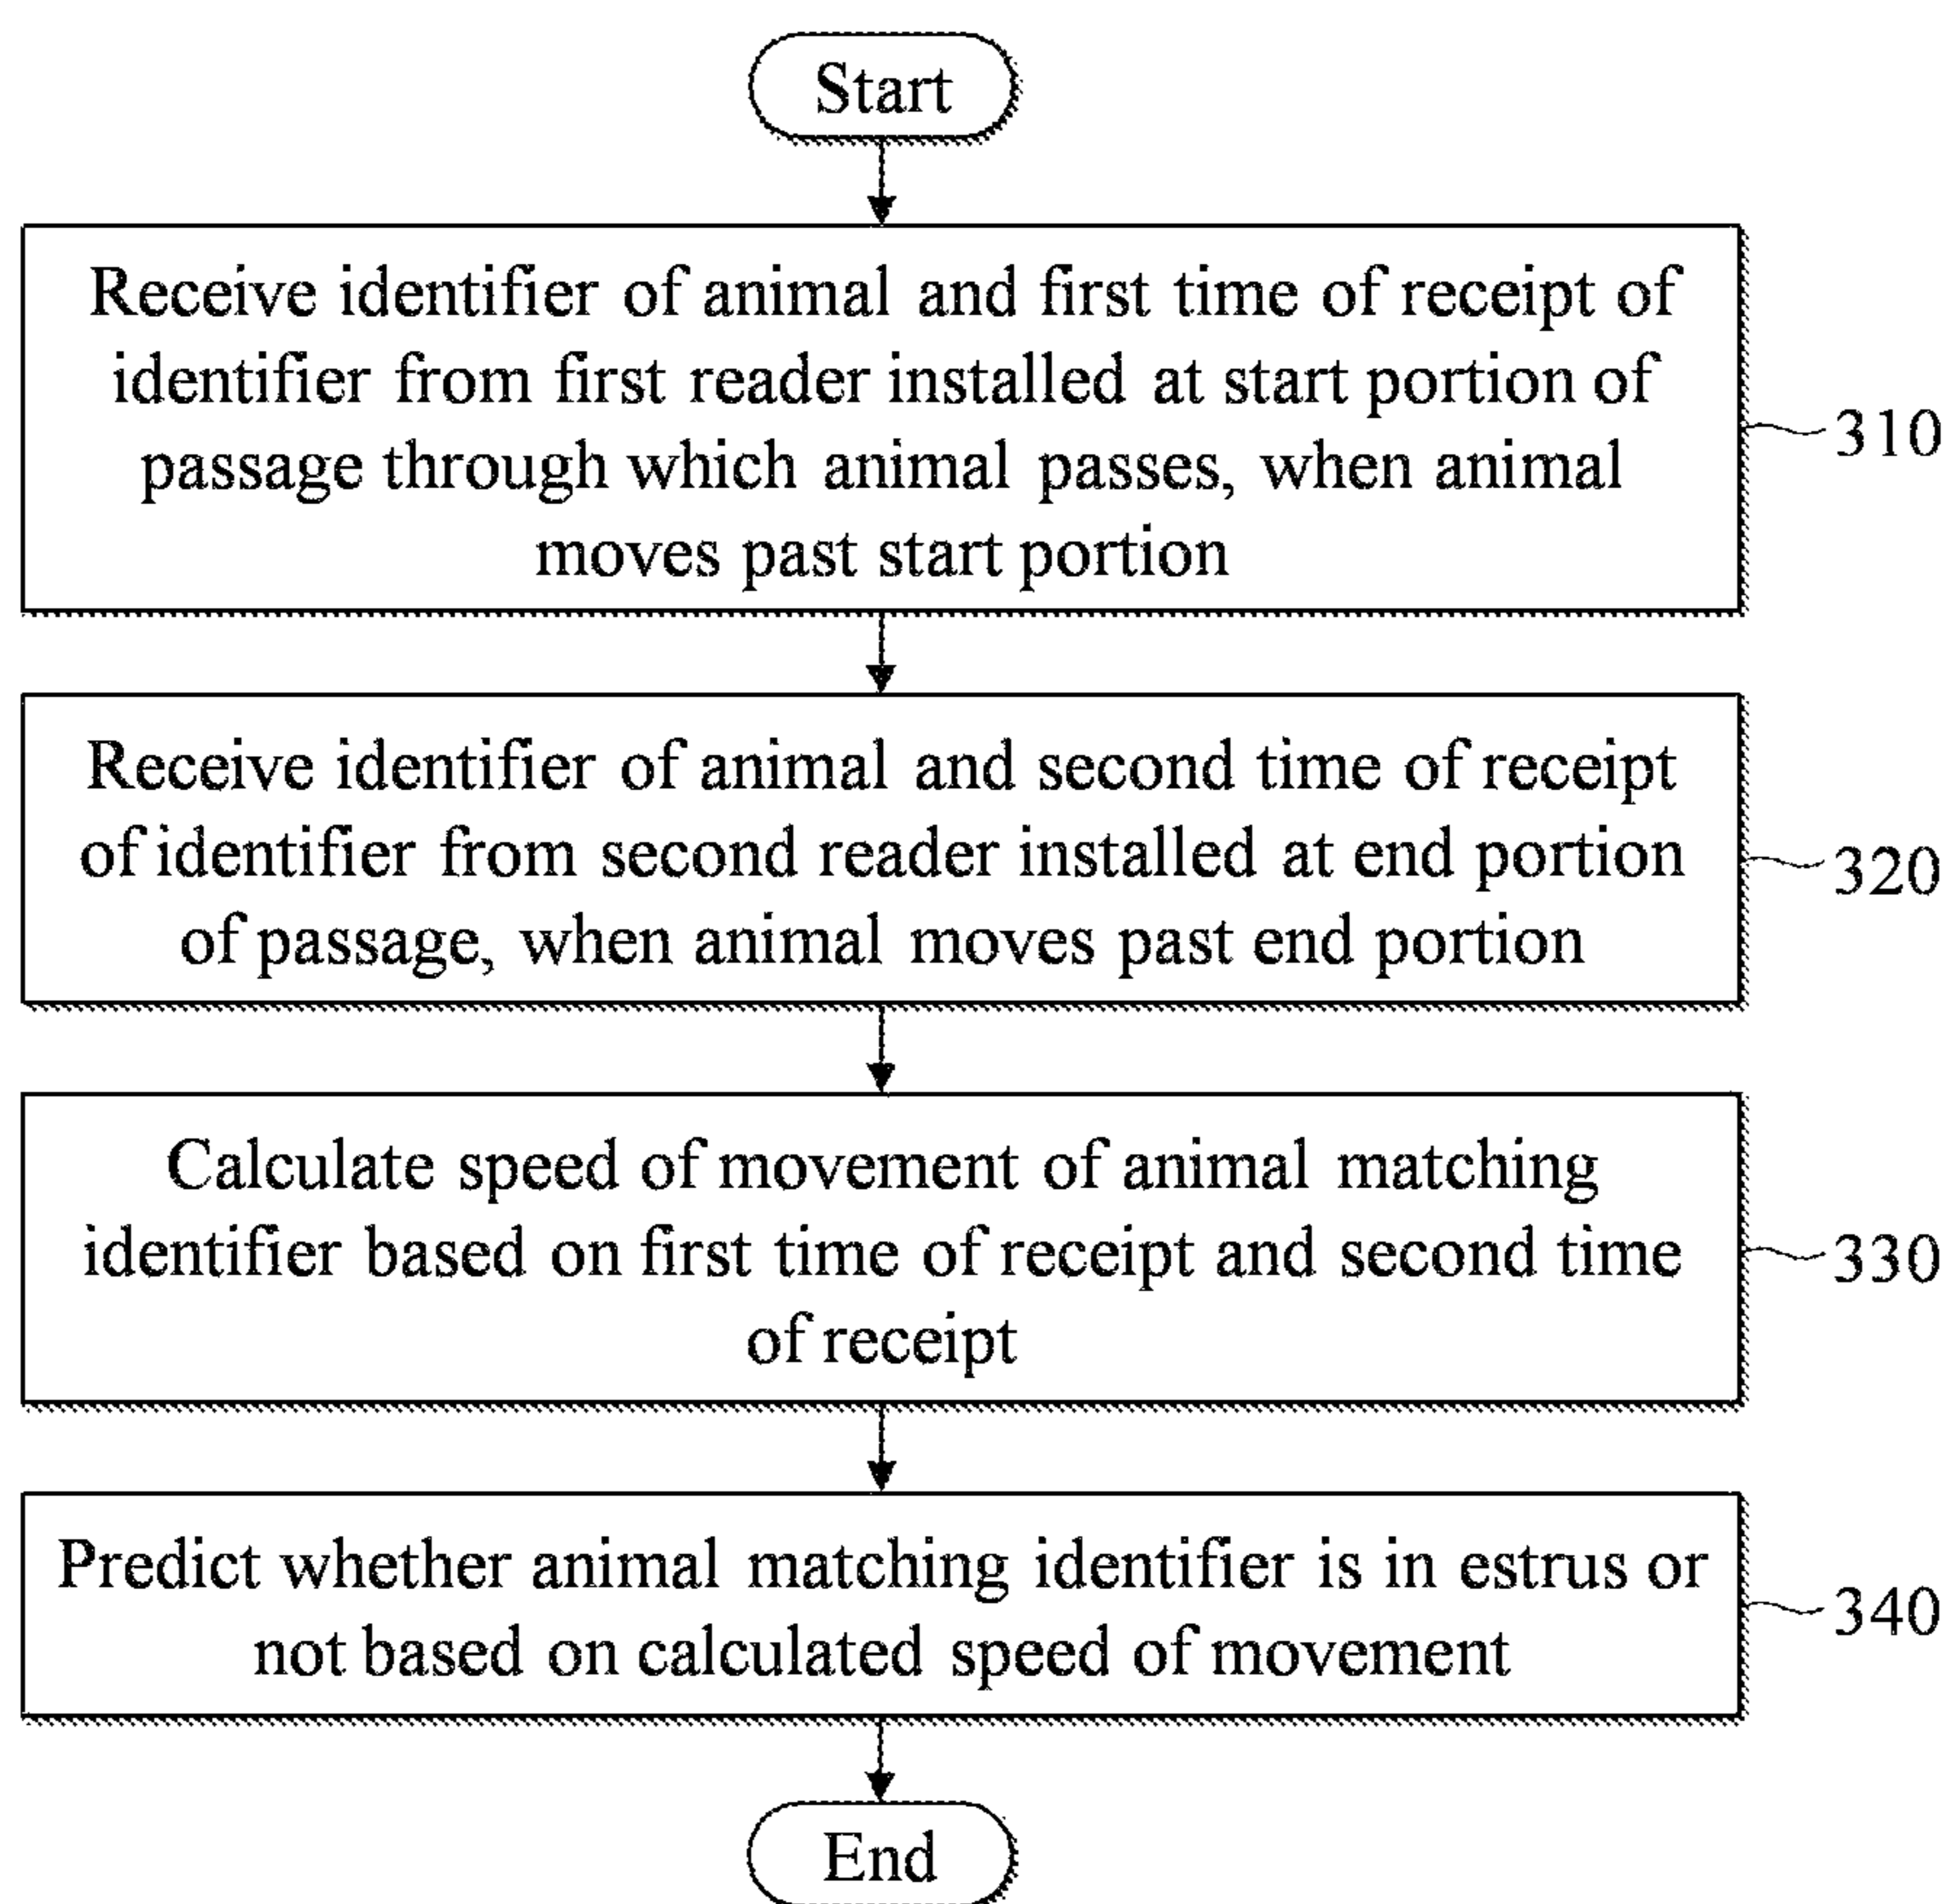 Start
Receive identifier of animal and first time of receipt of
identifier from first reader installed at start portion of
passage through which animal passes, when animal
moves past start portion
310
Receive identifier of animal and second time of receipt
of identifier from second reader installed at end portion
of passage, when animal moves past end portion
320
Calculate speed of movement of animal matching
identifier based on first time of receipt and second time
of receipt
330
Predict whether animal matching identifier is in estrus or
not based on calculated speed of movement
340
End